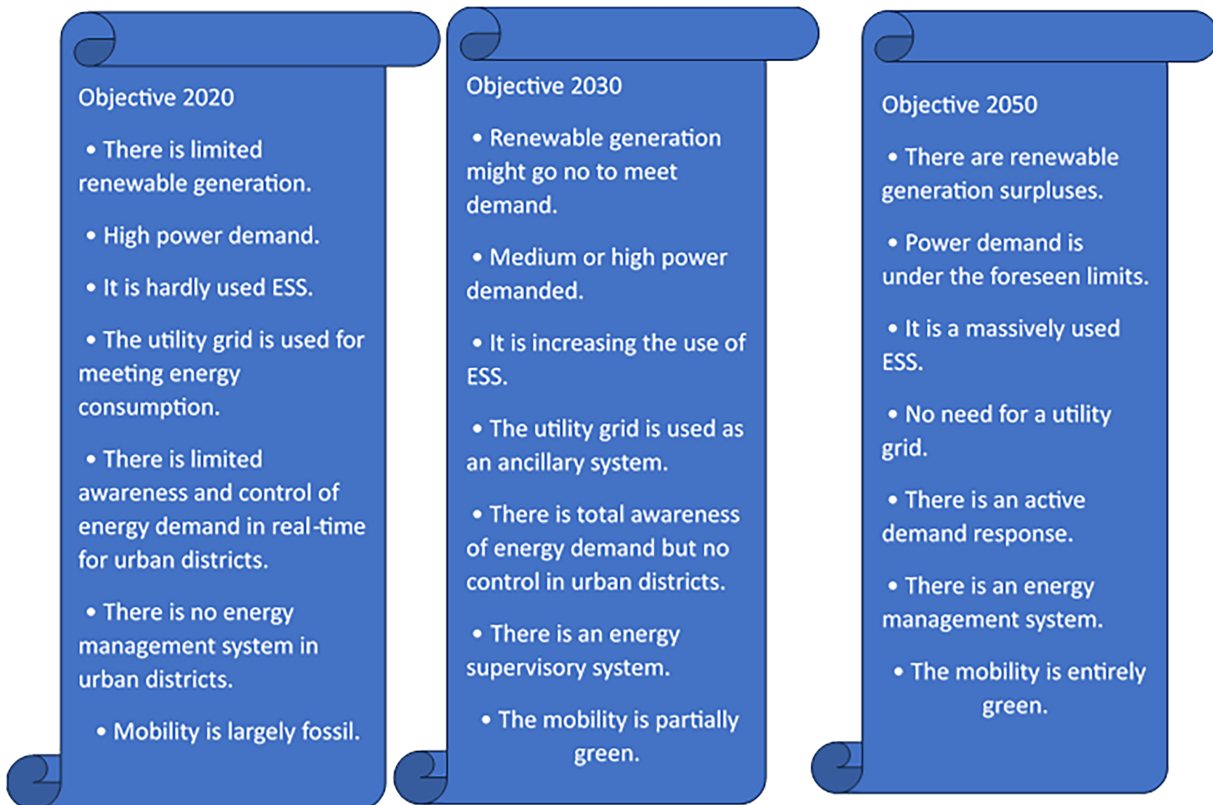 Objective 2020
• There is limited
renewable generation.
• High power demand.
• It is hardly used ESS.
• The utility grid is used for
meeting energy
consumption.
• There is limited
awareness and control of
energy demand in real-time
for urban districts.
• There is no energy
management system in
urban districts.
• Mobility is largely fossil.
Objective 2030
• Renewable generation
might go no to meet
demand.
• Medium or high power
demanded.
• It is increasing the use of
ESS.
• The utility grid is used as
an ancillary system.
• There is total awareness
of energy demand but no
control in urban districts.
• There is an energy
supervisory system.
• The mobility is partially
green.
Objective 2050
• There are renewable
generation surpluses.
• Power demand is
under the foreseen limits.
• It is a massively used
ESS.
• No need for a utility
grid.
• There is an active
demand response.
• There is an energy
management system.
• The mobility is entirely
green.